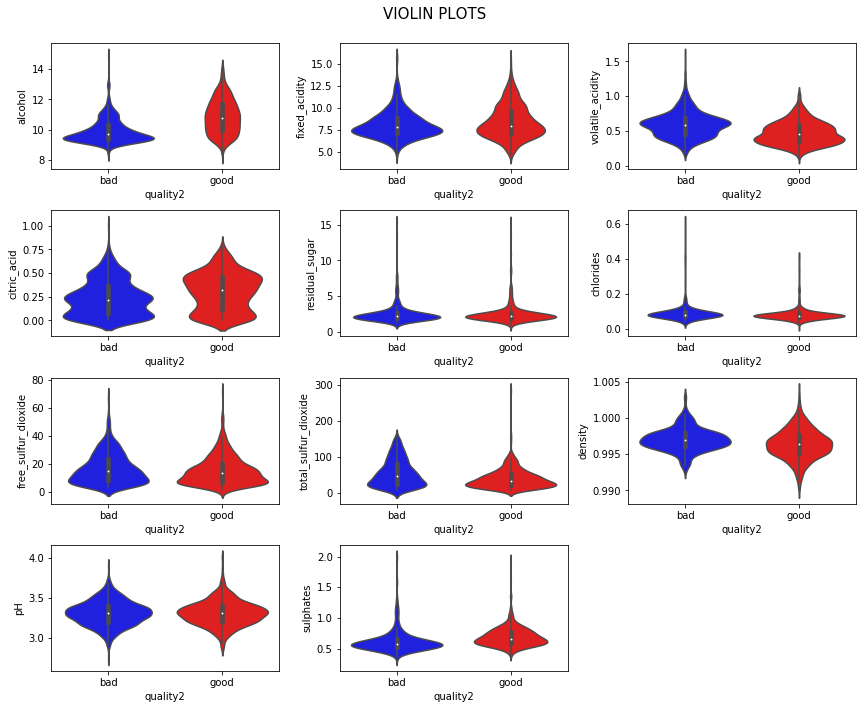 VIOLIN PLOTS
alcohol
14
12
10
8
bad good
quality2
fixed_acidity
15.0
12.5
10.0
7.5
5.0
bad good
quality2
volatile_acidity
1.5
1.0
0.5
0.0
bad good
quality2
citric_acid
1.00
0.75
0.50
0.25
0.00
bad good
quality2
residual_sugar
15
10
5
0
bad good
quality2
chlorides
0.6
0.4
0.2
0.0
bad good
quality2
free_sulfur_dioxide
80
60
40
20
0
bad good
quality2
total_sulfur_dioxide
300
200
100
0
bad good
quality2
density
1.005
1.000
0.995
0.990
bad good
quality2
pH
4.0
3.5
3.0
bad good
quality2
sulphates
2.0
1.5
1.0
0.5
bad good
quality2